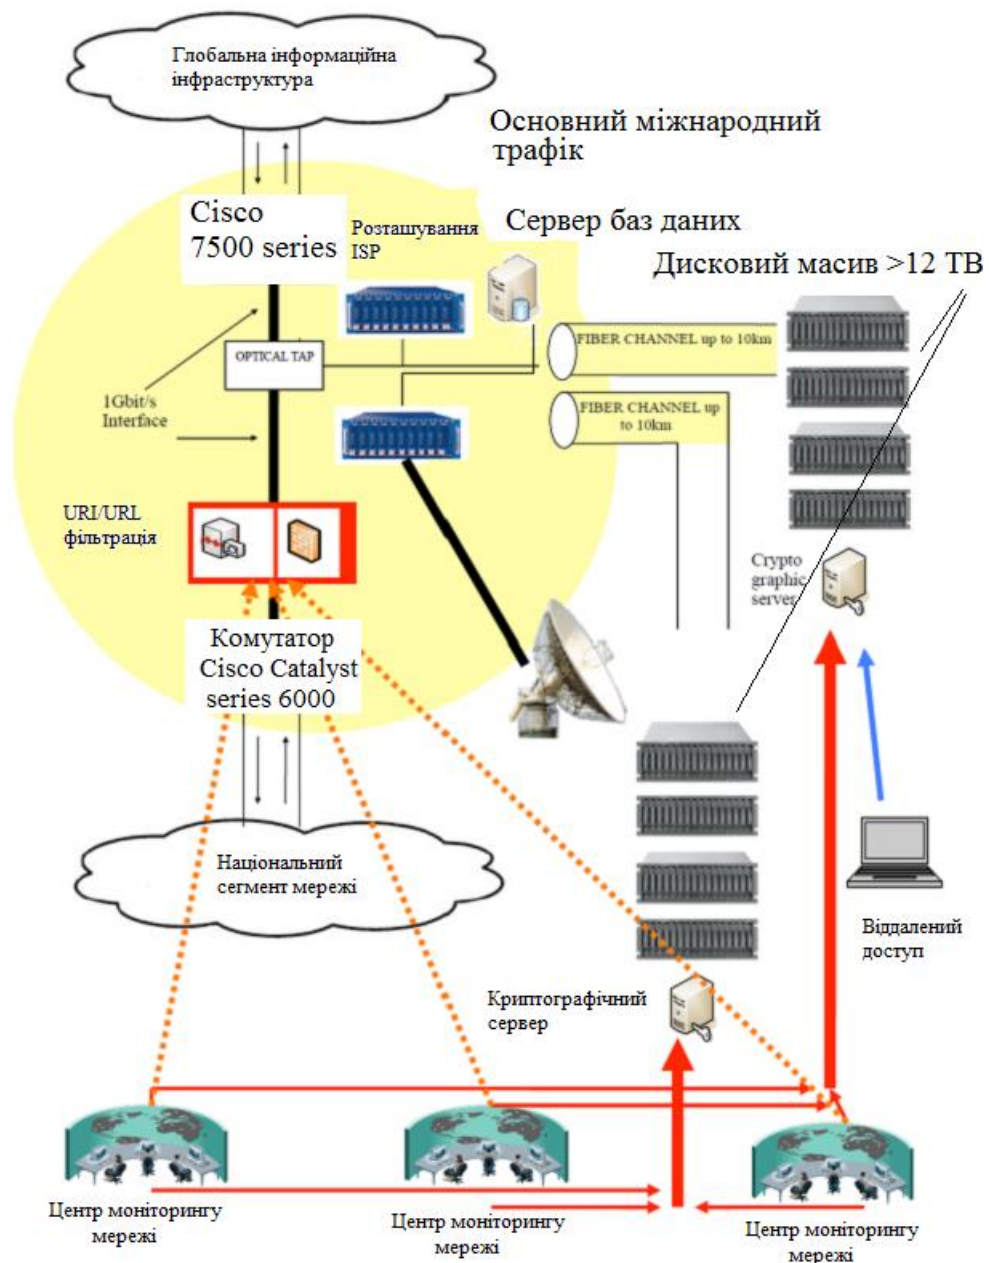 Глобальна інформаційна
інфраструктура
Основний міжнародний
трафік
Cisco
7500 series
Розташування
ISP
Сервер баз даних
Дисковий масив >12 ТВ
OPTICAL TAP
FIBER CHANNEL up to 10km
1Gbit/s
Interface
FIBER CHANNEL up
to 10km
URI/URL
фільтрація
Crypto
graphic
server
Комутатор
Cisco Catalyst
series 6000
Національний
сегмент мережі
Віддалений
доступ
Криптографічний
сервер
Центр моніторингу
мережі
Центр моніторингу
мережі
Центр моніторингу
мережі